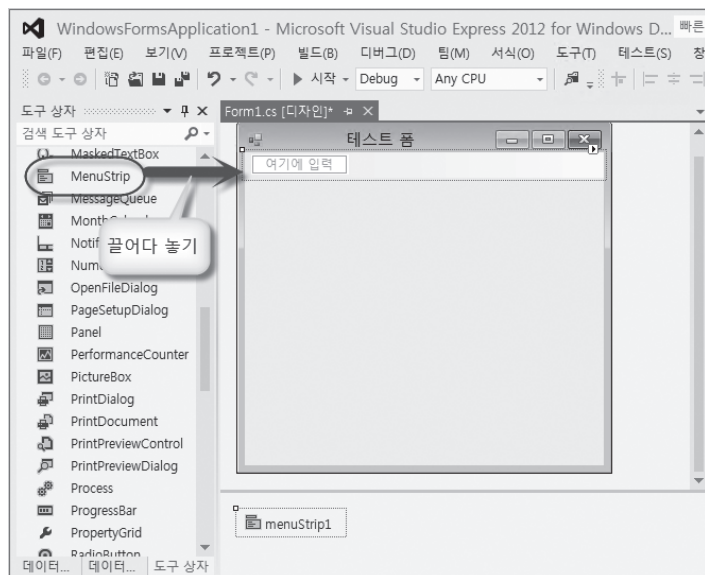 WindowsFormsApplication1 - Microsoft Visual Studio Express 2012 for Windows D...
빠른
파일(F) 편집(E) 보기(V) 프로젝트(P) 빌드(B) 디버그(D) 팀(M) 서식(O) 도구(T) 테스트(S) 창
시작 Debug Any CPU
도구 상자
Form1.cs [디자인]*
검색 도구 상자
MaskedTextBox
MenuStrip
MessageQueue
Notif
Num
OpenFileDialog
PageSetupDialog
Panel
PerformanceCounter
PictureBox
PrintDialog
PrintDocument
PrintPreviewControl
PrintPreviewDialog
Process
ProgressBar
PropertyGrid
RadioButton
데이터... 데이터... 도구 상자
끌어다 놓기
테스트 폼
여기에 입력
menuStrip1